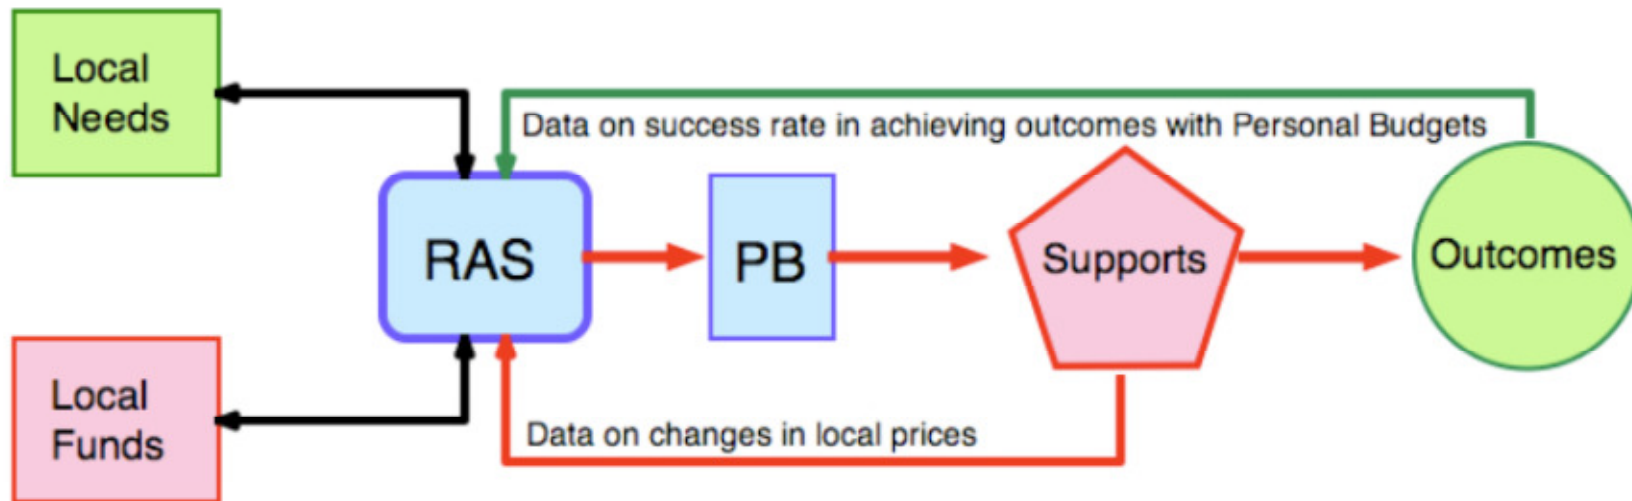 Local
Needs
Data on success rate in achieving outcomes with Personal Budgets
RAS
PB
Supports
Outcomes
Local
Funds
Data on changes in local prices